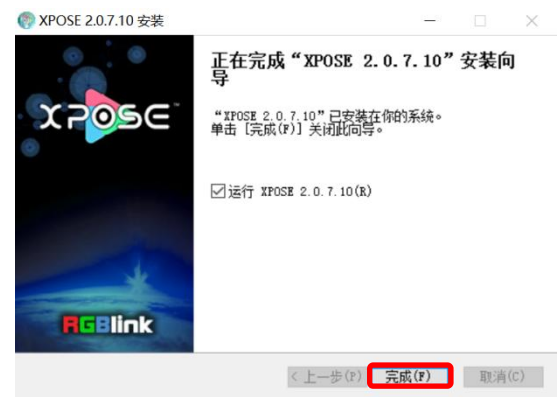 XPOSE 2.0.7.10 安装
XPOSE™
正在完成“XPOSE 2.0.7.10”安装向
导
“XPOSE 2.0.7.10”已安装在你的系统。
单击 [完成(F)] 关闭此向导。
运行 XPOSE 2.0.7.10(R)
RGBlink
< 上一步(P)
完成(F)
取消(C)